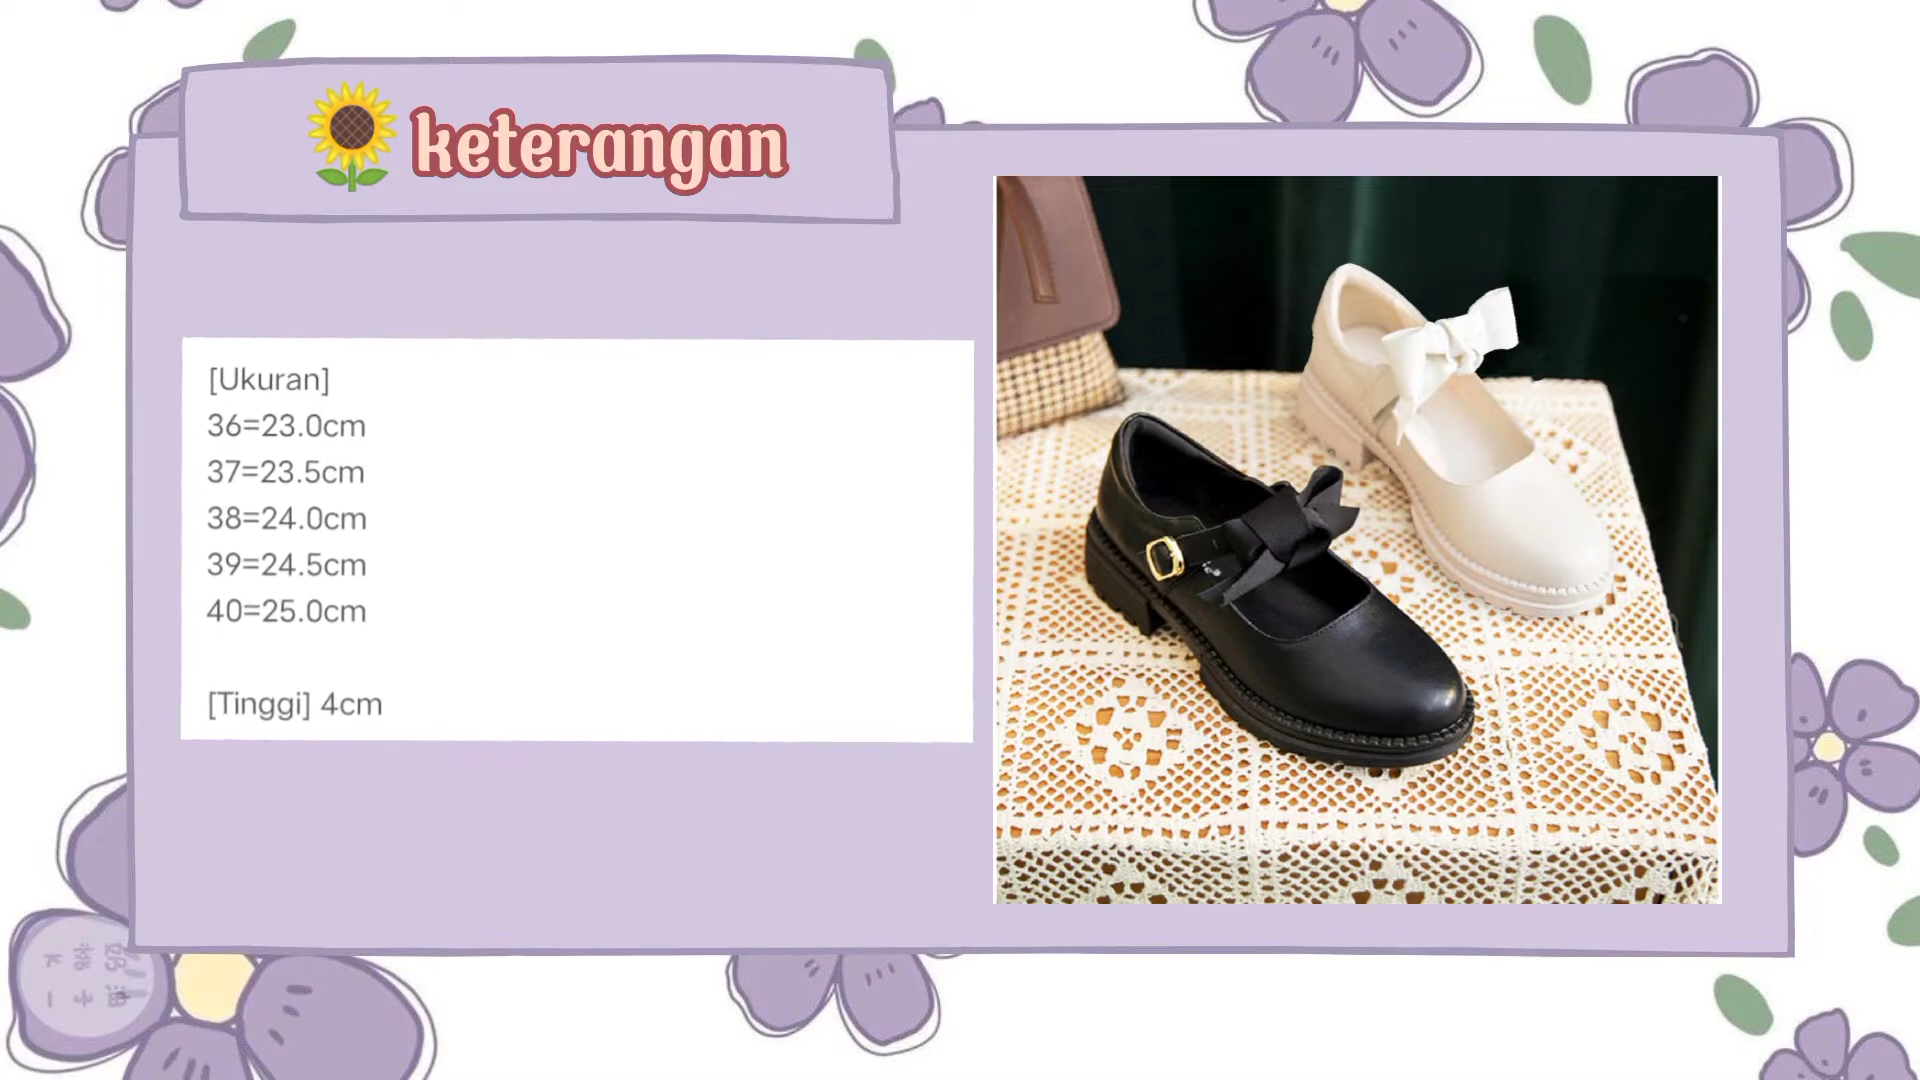 keterangan
[Ukuran]
36=23.0cm
37=23.5cm
38=24.0cm
39=24.5cm
40=25.0cm
[Tinggi] 4cm